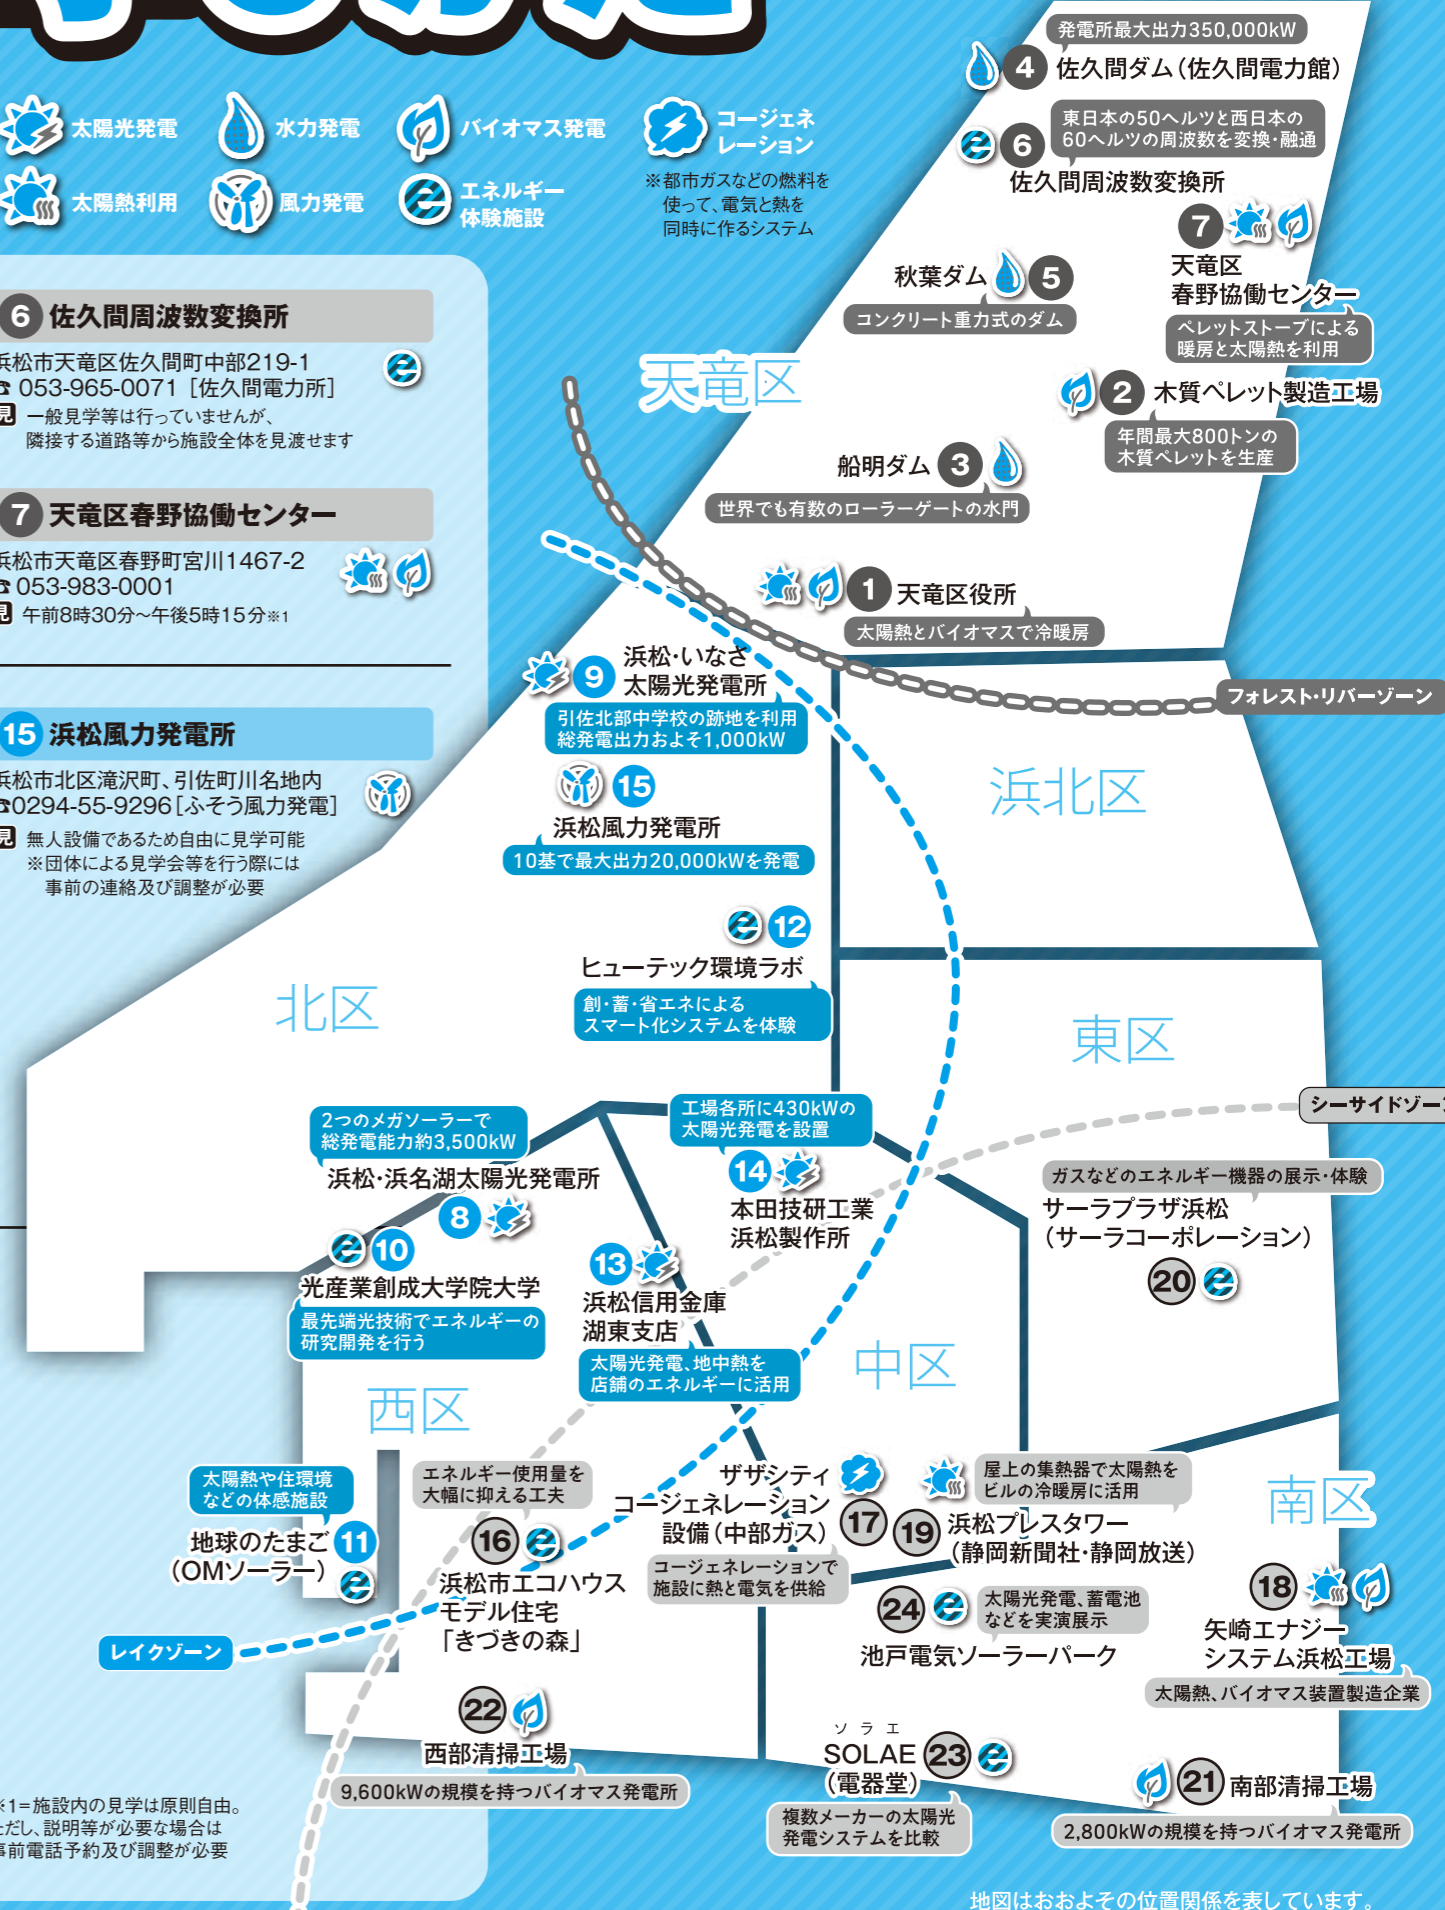 太陽光発電
水力発電
バイオマス発電
コージェネ
レーション
太陽熱利用
風力発電
エネルギー
体験施設
※都市ガスなどの燃料を
使って、電気と熱を
同時に作るシステム
6 佐久間周波数変換所
浜松市天竜区佐久間町中部219-1
☎ 053-965-0071 [佐久間電力所]
見 一般見学等は行っていませんが、
隣接する道路等から施設全体を見渡せます
7 天竜区春野協働センター
浜松市天竜区春野町宮川1467-2
☎ 053-983-0001
見 午前8時30分〜午後5時15分※1
15 浜松風力発電所
浜松市北区滝沢町、引佐町川名地内
☎0294-55-9296[ふそう風力発電]
見 無人設備であるため自由に見学可能
※団体による見学会等を行う際には
事前の連絡及び調整が必要
※1=施設内の見学は原則自由。
ただし、説明等が必要な場合は
事前電話予約及び調整が必要
発電所最大出力350,000kW
4 佐久間ダム(佐久間電力館)
東日本の50ヘルツと西日本の
60ヘルツの周波数を変換・融通
6
佐久間周波数変換所
7
天竜区
春野協働センター
ペレットストーブによる
暖房と太陽熱を利用
秋葉ダム 5
コンクリート重力式のダム
天竜区
2 木質ペレット製造工場
年間最大800トンの
木質ペレットを生産
船明ダム 3
世界でも有数のローラーゲートの水門
1 天竜区役所
太陽熱とバイオマスで冷暖房
フォレスト・リバーゾーン
9 浜松・いなさ
太陽光発電所
引佐北部中学校の跡地を利用
総発電出力およそ1,000kW
15
浜松風力発電所
10基で最大出力20,000kWを発電
浜北区
12
ヒューテック環境ラボ
創・蓄・省エネによる
スマート化システムを体験
北区
東区
シーサイドゾーン
2つのメガソーラーで
総発電能力約3,500kW
浜松・浜名湖太陽光発電所
8
工場各所に430kWの
太陽光発電を設置
14
本田技研工業
浜松製作所
ガスなどのエネルギー機器の展示・体験
サーラプラザ浜松
(サーラコーポレーション)
20
10
光産業創成大学院大学
最先端光技術でエネルギーの
研究開発を行う
13
浜松信用金庫
湖東支店
太陽光発電、地中熱を
店舗のエネルギーに活用
中区
西区
太陽熱や住環境
などの体感施設
地球のたまご 11
(OMソーラー)
エネルギー使用量を
大幅に抑える工夫
16
浜松市エコハウス
モデル住宅
「きづきの森」
ザザシティ
コージェネレーション
設備(中部ガス) 17
コージェネレーションで
施設に熱と電気を供給
屋上の集熱器で太陽熱を
ビルの冷暖房に活用
19 浜松プレスタワー
(静岡新聞社・静岡放送)
南区
24
太陽光発電、蓄電池
などを実演展示
池戸電気ソーラーパーク
18
矢崎エナジー
システム浜松工場
太陽熱、バイオマス装置製造企業
レイクゾーン
22
西部清掃工場
9,600kWの規模を持つバイオマス発電所
ソラエ
SOLAE 23
(電器堂)
複数メーカーの太陽光
発電システムを比較
21 南部清掃工場
2,800kWの規模を持つバイオマス発電所
地図はおおよその位置関係を表しています。